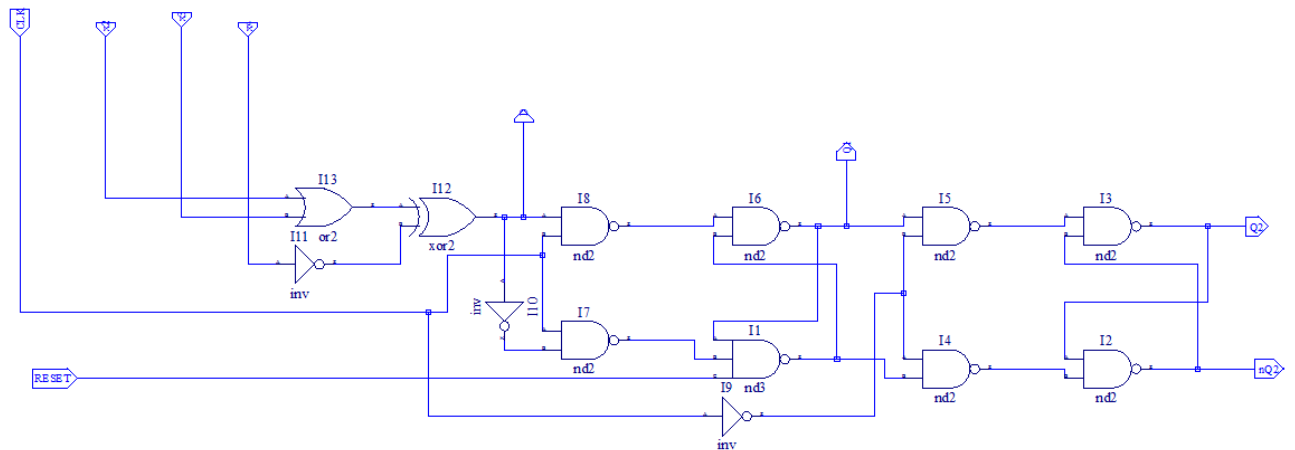 CLK
x2
I13
I12
I8
I6
I5
I3
or2
xor2
nd2
nd2
nd2
nd2
Q2
I11
inv
inv
I10
I7
I1
I4
I2
nd2
nd3
nd2
nd2
RESET
nQ2
I9
inv